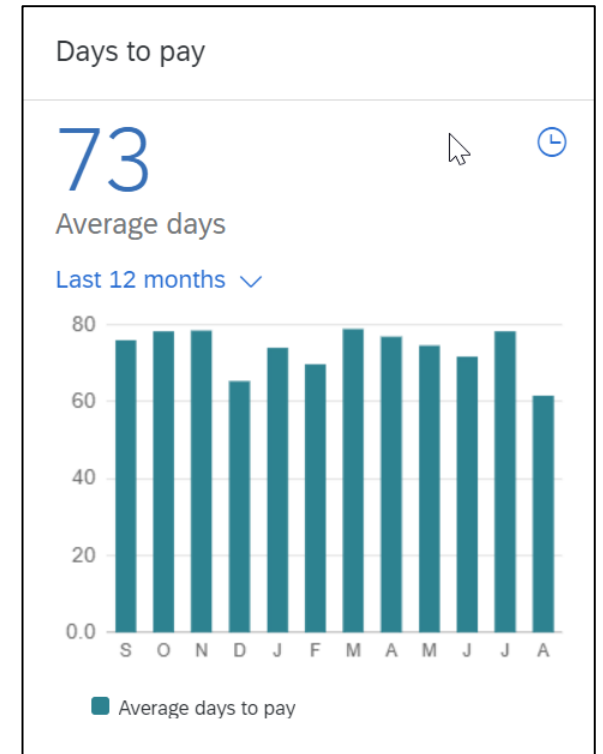 Days to pay
73
Average days
Last 12 months
80
60
40
20
0.0
S O N D J F M A M J J A
Average days to pay